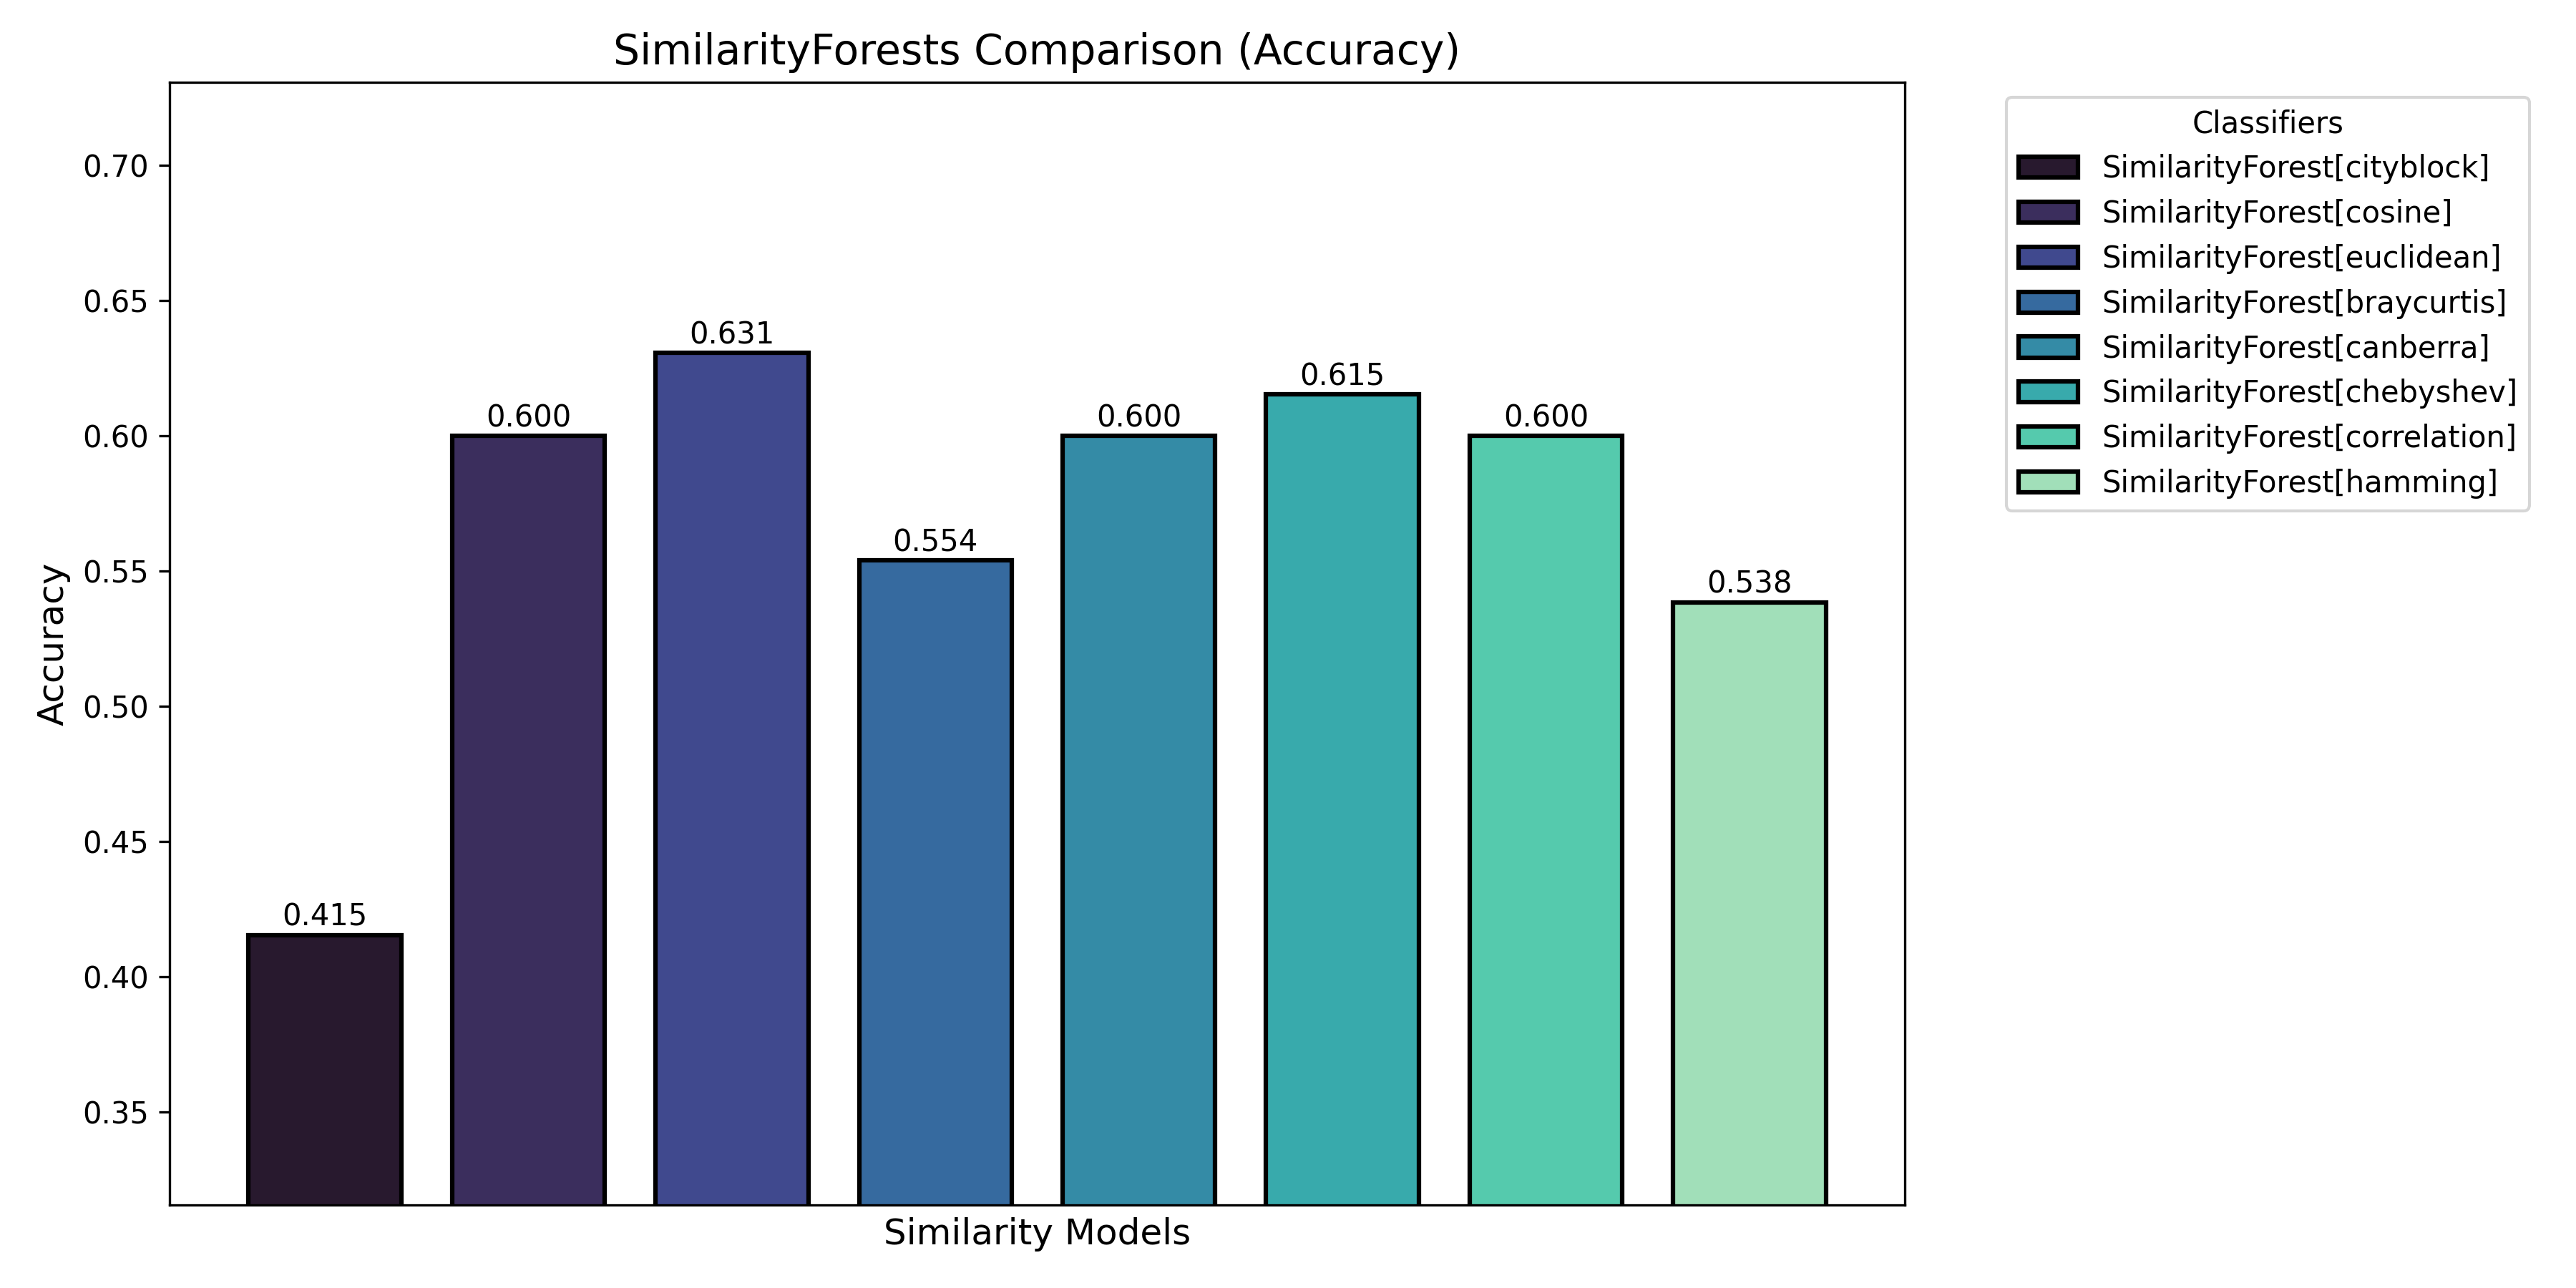 SimilarityForests Comparison (Accuracy)
Accuracy
0.70
0.65
0.60
0.55
0.50
0.45
0.40
0.35
0.415
0.600
0.631
0.554
0.600
0.615
0.600
0.538
Similarity Models
Classifiers
SimilarityForest[cityblock]
SimilarityForest[cosine]
SimilarityForest[euclidean]
SimilarityForest[braycurtis]
SimilarityForest[canberra]
SimilarityForest[chebyshev]
SimilarityForest[correlation]
SimilarityForest[hamming]